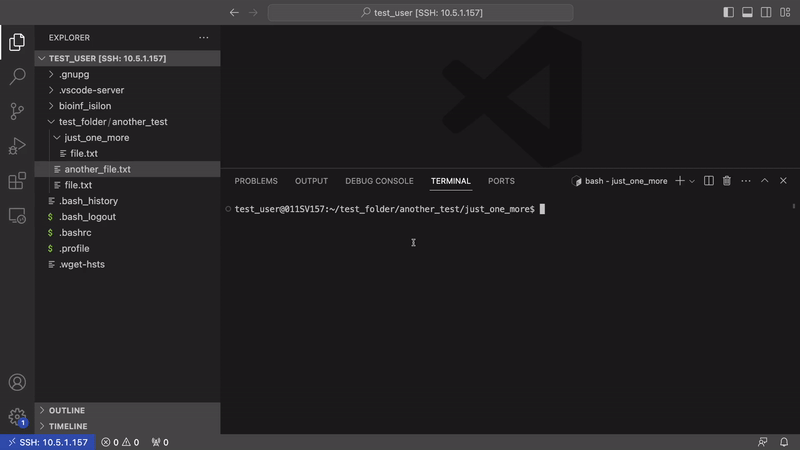 test_user [SSH: 10.5.1.157]
EXPLORER
TEST_USER [SSH: 10.5.1.157]
.gnupg
.vscode-server
bioinf_isilon
test_folder/another_test
just_one_more
file.txt
another_file.txt
file.txt
.bash_history
$ .bash_logout
$ .bashrc
$ .profile
.wget-hsts
OUTLINE
TIMELINE
PROBLEMS OUTPUT DEBUG CONSOLE TERMINAL PORTS bash - just_one_more
test_user@011SV157:~/test_folder/another_test/just_one_more$
1
SSH: 10.5.1.157 0 0 0